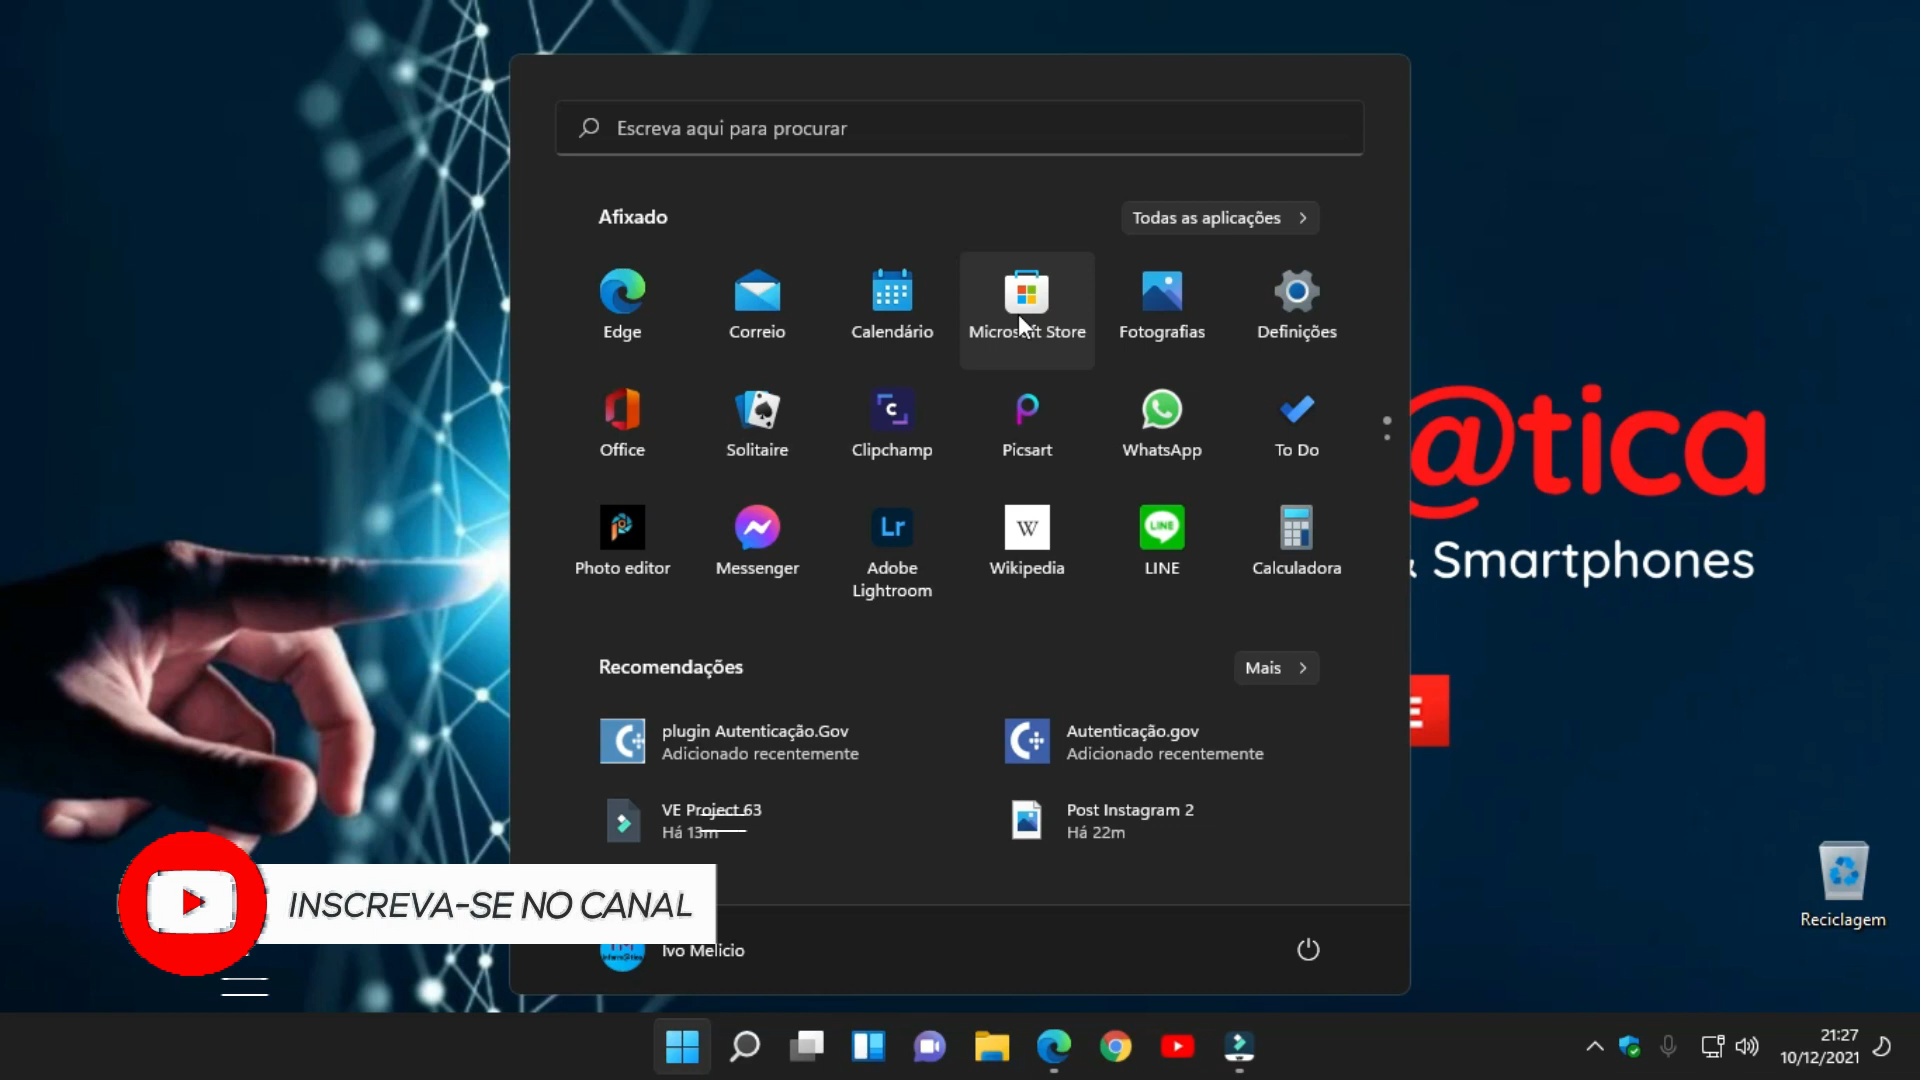 Escreva aqui para procurar
Afixado
Todas as aplicações
Edge
Correio
Calendário
Microsoft Store
Fotografias
Definições
Office
Solitaire
Clipchamp
Picsart
WhatsApp
To Do
Photo editor
Messenger
Lr
Adobe
Lightroom
W
Wikipedia
LINE
LINE
Calculadora
@tica
& Smartphones
E
Recomendações
Mais
plugin Autenticação.Gov
Adicionado recentemente
Autenticação.gov
Adicionado recentemente
VE Project 63
Há 13m
Post Instagram 2
Há 22m
INSCREVA-SE NO CANAL
Ivo Melicio
Reciclagem
21:27
10/12/2021